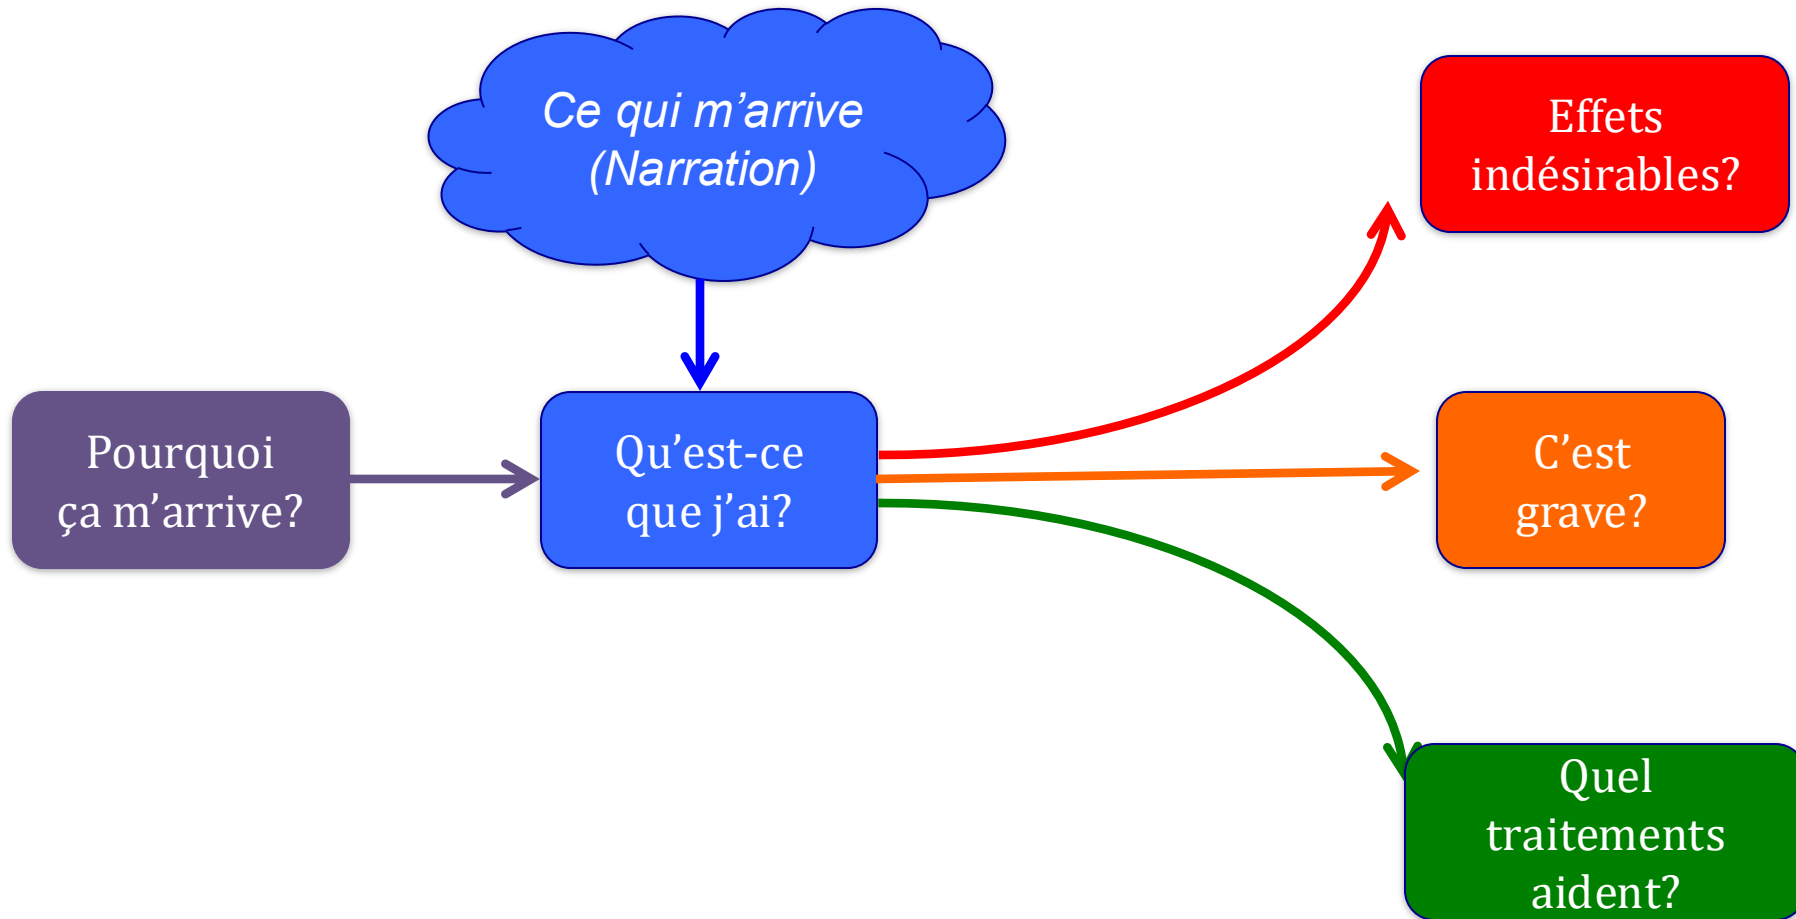 Ce qui m’arrive
(Narration)
Effets
indésirables?
Pourquoi
ça m’arrive?
Qu’est-ce
que j’ai?
C’est
grave?
Quel
traitements
aident?